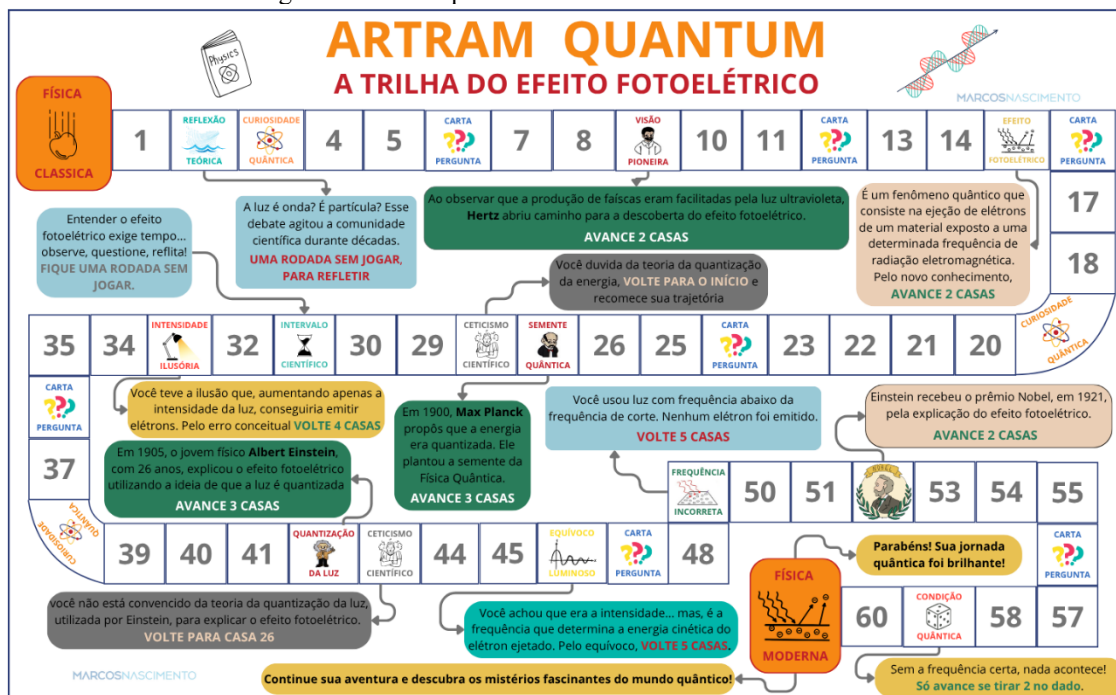 ARTRAM QUANTUM
A TRILHA DO EFEITO FOTOELÉTRICO
Physics
MARCOSNASCIMENTO
FÍSICA
CLASSICA
1
REFLEXÃO
TEÓRICA
CURIOSIDADE
QUÂNTICA
4
5
CARTA
???
PERGUNTA
7
8
VISÃO
PIONEIRA
10
11
CARTA
???
PERGUNTA
13
14
EFEITO
FOTOELÉTRICO
CARTA
???
PERGUNTA
17
18
Entender o efeito
fotoelétrico exige tempo...
observe, questione, reflita!
FIQUE UMA RODADA SEM
JOGAR.
A luz é onda? É partícula? Esse
debate agitou a comunidade
científica durante décadas.
UMA RODADA SEM JOGAR,
PARA REFLETIR
Ao observar que a produção de faíscas eram facilitadas pela luz ultravioleta,
Hertz abriu caminho para a descoberta do efeito fotoelétrico.
AVANCE 2 CASAS
Você duvida da teoria da quantização
da energia, VOLTE PARA O INÍCIO e
recomece sua trajetória
É um fenômeno quântico que
consiste na ejeção de elétrons
de um material exposto a uma
determinada frequência de
radiação eletromagnética.
Pelo novo conhecimento,
AVANCE 2 CASAS
CURIOSIDADE
QUÂNTICA
35
34
INTENSIDADE
ILUSÓRIA
32
INTERVALO
CIENTÍFICO
30
29
CETICISMO
CIENTÍFICO
SEMENTE
QUÂNTICA
26
25
CARTA
???
PERGUNTA
23
22
21
20
CARTA
???
PERGUNTA
37
CURIOSIDADE
QUÂNTICA
Você teve a ilusão que, aumentando apenas a
intensidade da luz, conseguiria emitir
elétrons. Pelo erro conceitual VOLTE 4 CASAS
Em 1905, o jovem físico Albert Einstein,
com 26 anos, explicou o efeito fotoelétrico
utilizando a ideia de que a luz é quantizada
AVANCE 3 CASAS
Em 1900, Max Planck
propôs que a energia
era quantizada. Ele
plantou a semente da
Física Quântica.
AVANCE 3 CASAS
Você usou luz com frequência abaixo da
frequência de corte. Nenhum elétron foi emitido.
VOLTE 5 CASAS
Einstein recebeu o prêmio Nobel, em 1921,
pela explicação do efeito fotoelétrico.
AVANCE 2 CASAS
FREQUÊNCIA
INCORRETA
50
51
NOBEL
53
54
55
39
40
41
QUANTIZAÇÃO
DA LUZ
CETICISMO
CIENTÍFICO
44
45
EQUÍVOCO
LUMINOSO
CARTA
???
PERGUNTA
48
FÍSICA
MODERNA
Parabéns! Sua jornada
quântica foi brilhante!
CARTA
???
PERGUNTA
60
CONDIÇÃO
QUÂNTICA
58
57
você não está convencido da teoria da quantização da luz,
utilizada por Einstein, para explicar o efeito fotoelétrico.
VOLTE PARA CASA 26
Você achou que era a intensidade... mas, é a
frequência que determina a energia cinética do
elétron ejetado. Pelo equívoco, VOLTE 5 CASAS.
MARCOSNASCIMENTO
Continue sua aventura e descubra os mistérios fascinantes do mundo quântico!
Sem a frequência certa, nada acontece!
Só avance se tirar 2 no dado.